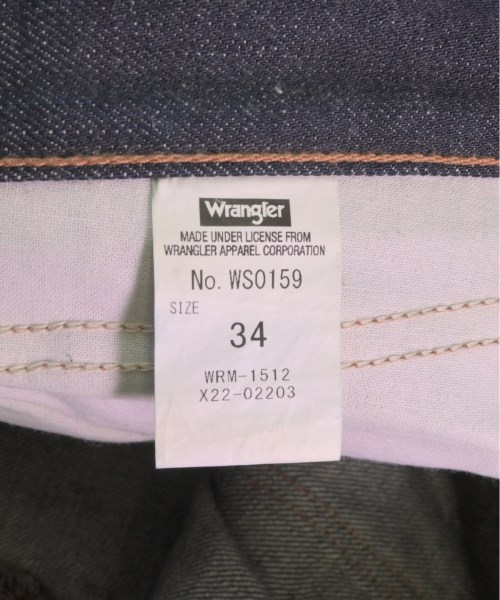 Wrangler
MADE UNDER LICENSE FROM
WRANGLER APPAREL CORPORATION
No. WS0159
SIZE
34
WRM-1512
X22-02203